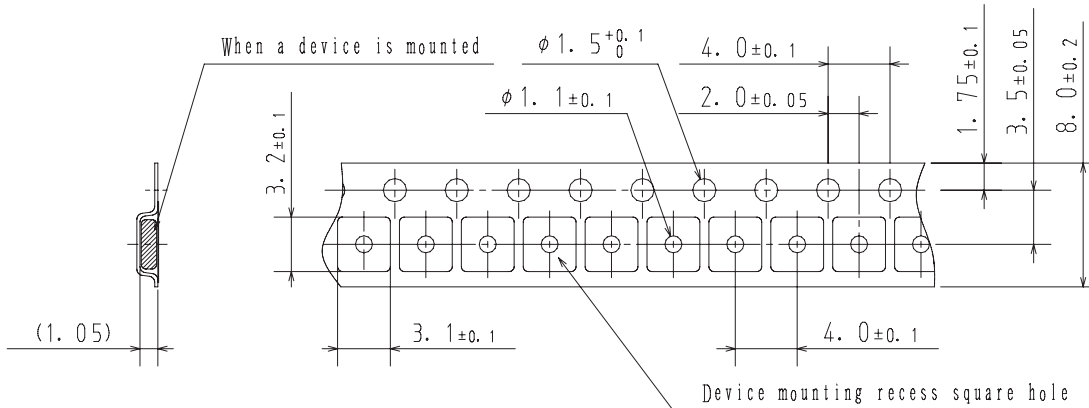 When a device is mounted
φ1.5+0.1 0
4.0±0.1
φ1.1±0.1
2.0±0.05
1.75±0.1
3.5±0.05
8.0±0.2
3.2±0.1
(1.05)
3.1±0.1
4.0±0.1
Device mounting recess square hole